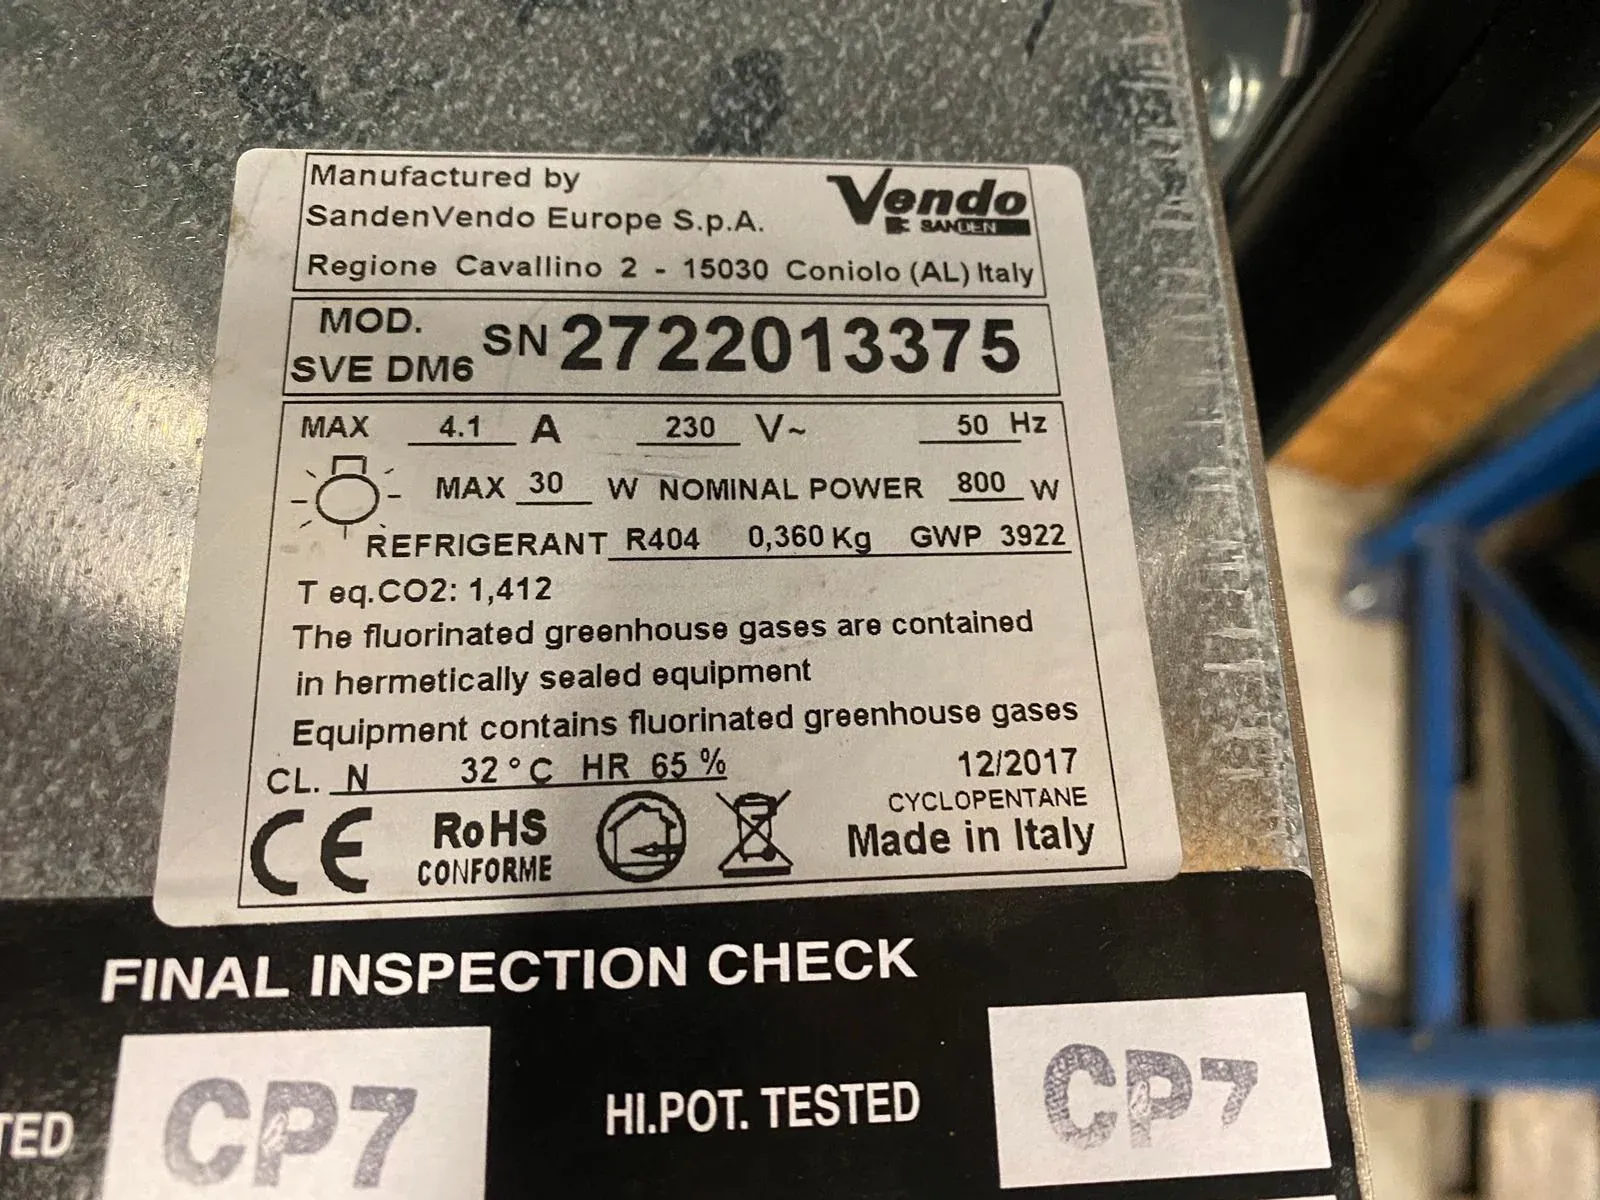 Manufactured by
SandenVendo Europe S.p.A.
Vendo
SANDEN
Regione Cavallino 2 - 15030 Coniolo (AL) Italy
MOD.
SVE DM6
SN 2722013375
MAX 4.1 A 230 V~ 50 Hz
MAX 30 W NOMINAL POWER 800 W
REFRIGERANT R404 0,360 Kg GWP 3922
T eq.CO2: 1,412
The fluorinated greenhouse gases are contained
in hermetically sealed equipment
Equipment contains fluorinated greenhouse gases
CL. N 32 °C HR 65 %
12/2017
CYCLOPENTANE
CE
RoHS
CONFORME
Made in Italy
FINAL INSPECTION CHECK
CP7
HI.POT. TESTED
CP7